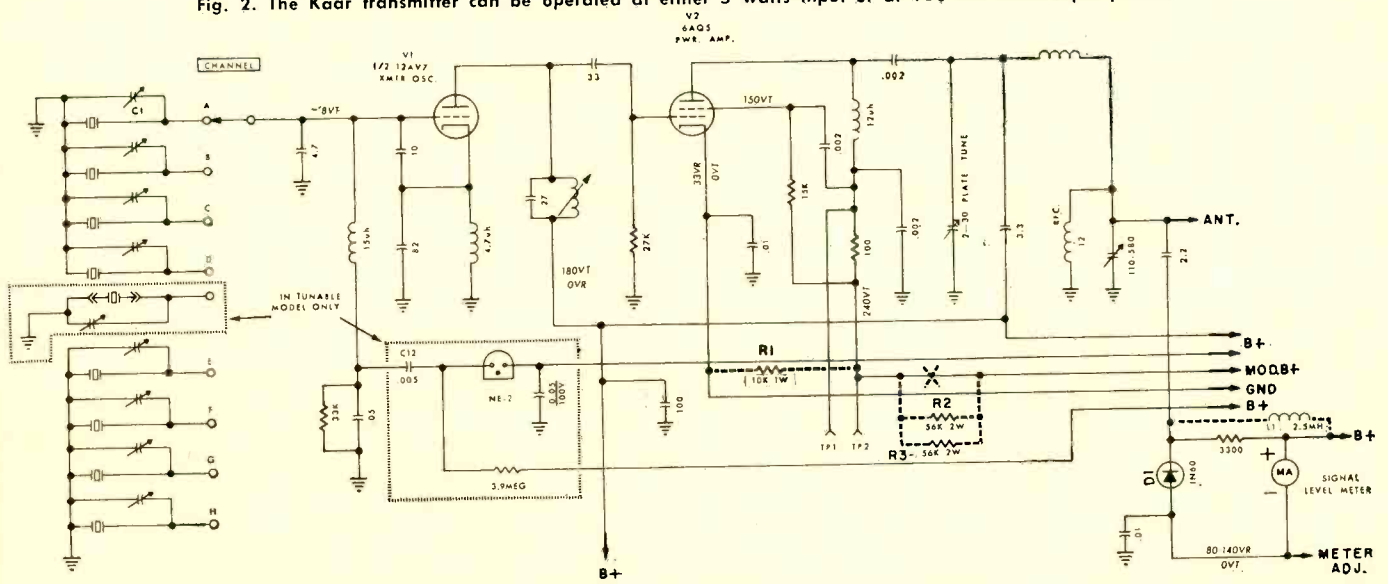 Fig. 2. The Kaar transmitter can be operated at either 5 watts input or at
V2
6AQ5
PWR. AMP.
V1
1/2 12AV7
XMTR OSC.
CHANNEL
C1
A
-8VT
4.7
10
82
15uh
4.7uh
33
27
27K
180VT
0VR
150VT
33VR
0VT
.01
15K
.002
12uh
100
.002
240VT
.002
2-30 PLATE TUNE
3.3
RFC.
12
110-580
2.2
ANT.
B
C
D
IN TUNABLE
MODEL ONLY
E
F
G
H
33K
.05
C12
.005
NE-2
0.05
100V
3.9MEG
100
B+
R1
10K 1W
TP1
TP2
R2
56K 2W
R3
56K 2W
B+
MOD.B+
GND
B+
L1
2.5MH
B+
3300
D1
1N60
+
MA
-
SIGNAL
LEVEL METER
.01
80-140VR
0VT
METER
ADJ.